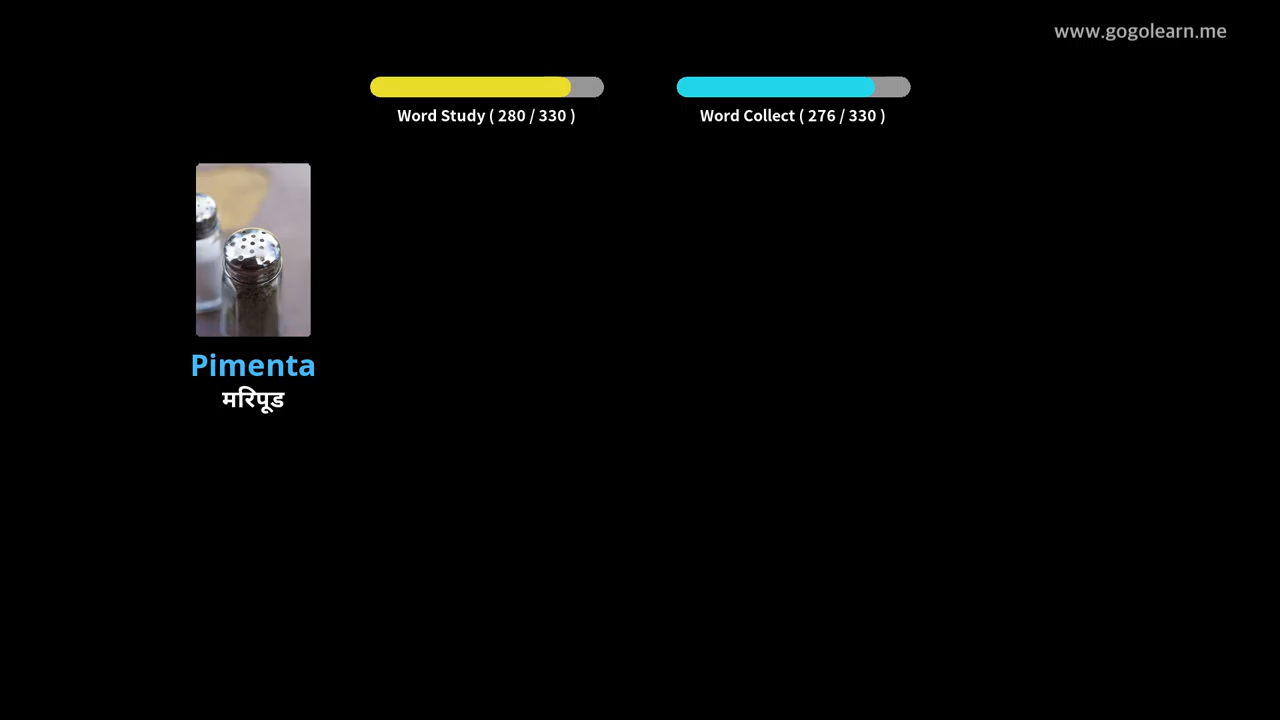 www.gogolearn.me
Word Study ( 280 / 330 )
Word Collect ( 276 / 330 )
Pimenta
मरिपूड